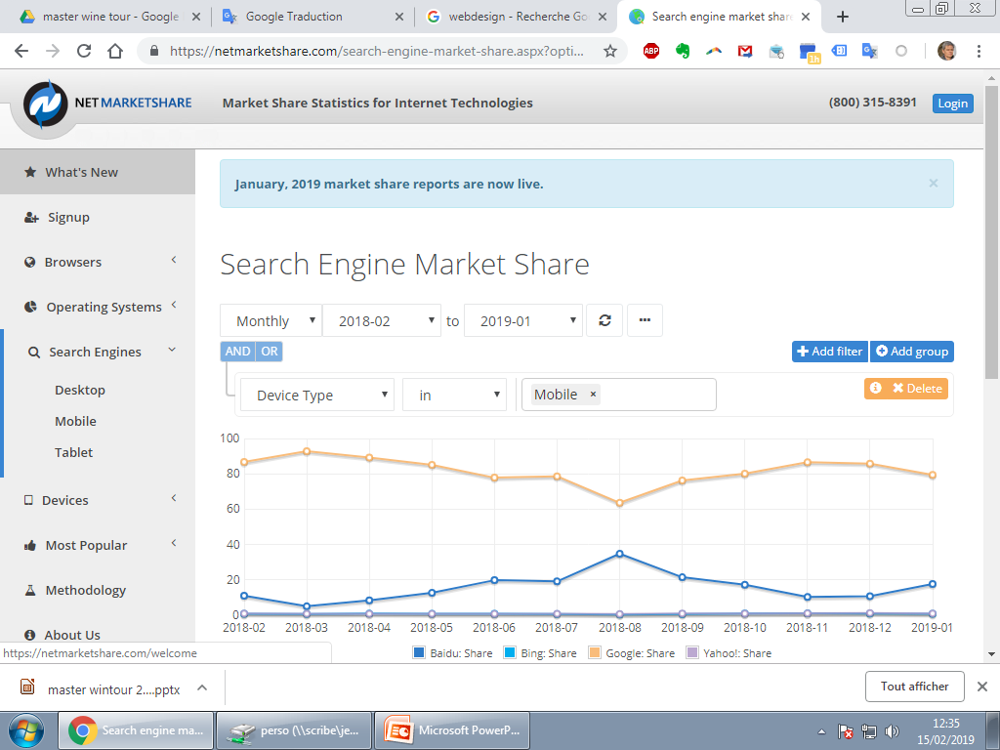 master wine tour - Google
Google Traduction
webdesign - Recherche Go
Search engine market shar
https://netmarketshare.com/search-engine-market-share.aspx?opti...
ABP
1h
NETMARKETSHARE
Market Share Statistics for Internet Technologies
(800) 315-8391
Login
What's New
Signup
Browsers
Operating Systems
Search Engines
Desktop
Mobile
Tablet
Devices
Most Popular
Methodology
About Us
January, 2019 market share reports are now live.
Search Engine Market Share
Monthly 2018-02 to 2019-01
AND OR
Add filter Add group
Device Type in Mobile × Delete
100
80
60
40
20
0
2018-02 2018-03 2018-04 2018-05 2018-06 2018-07 2018-08 2018-09 2018-10 2018-11 2018-12 2019-01
Baidu: Share Bing: Share Google: Share Yahoo!: Share
https://netmarketshare.com/welcome
master wintour 2....pptx
Tout afficher
Search engine ma...
perso (\\scribe\je...
Microsoft PowerP...
12:35
15/02/2019